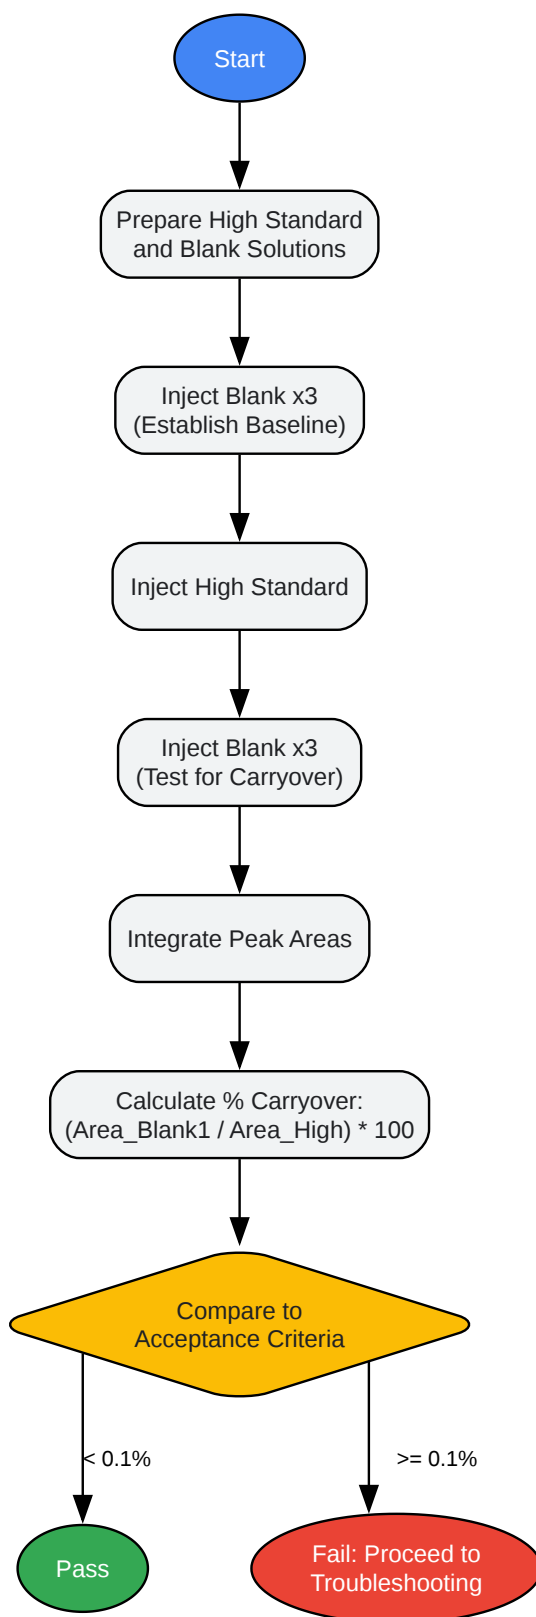 Start
Prepare High Standard
and Blank Solutions
Inject Blank x3
(Establish Baseline)
Inject High Standard
Inject Blank x3
(Test for Carryover)
Integrate Peak Areas
Calculate % Carryover:
(Area_Blank1 / Area_High) * 100
Compare to
Acceptance Criteria
< 0.1%
>= 0.1%
Pass
Fail: Proceed to
Troubleshooting